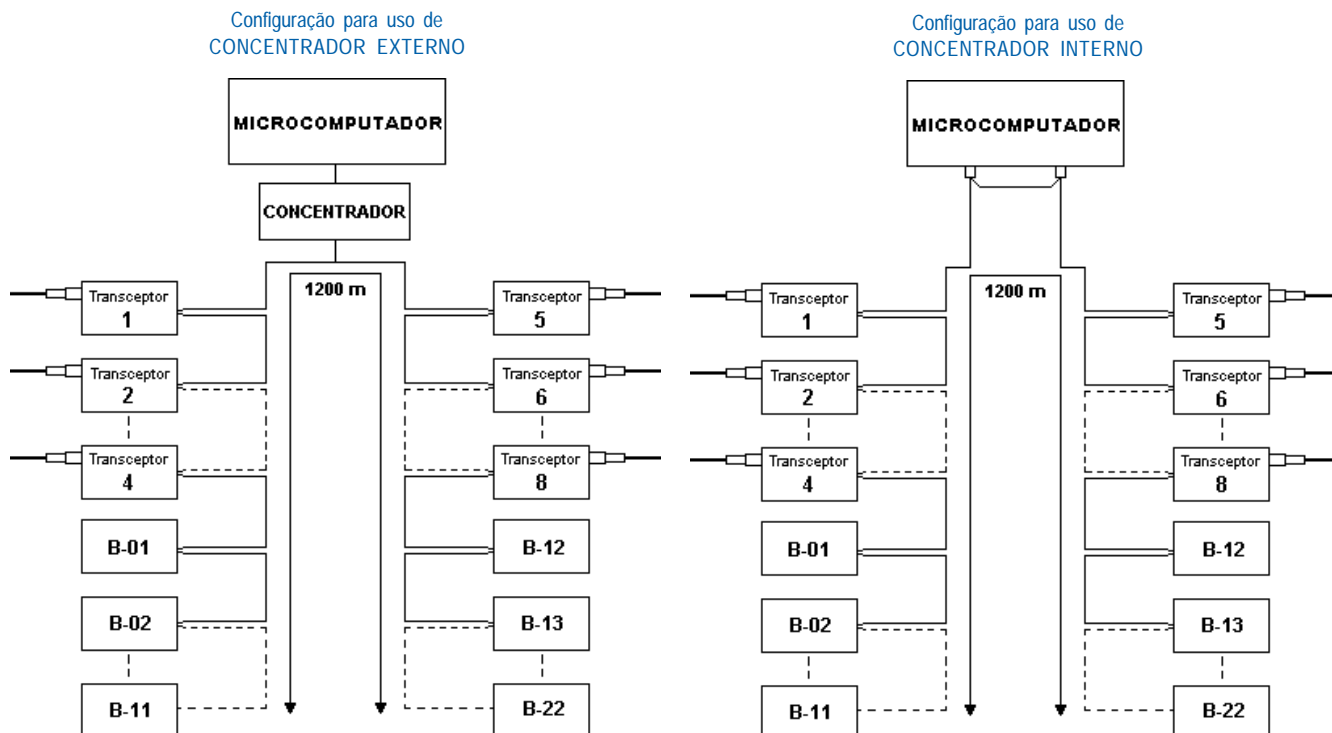 Configuração para uso de
CONCENTRADOR EXTERNO
MICROCOMPUTADOR
CONCENTRADOR
1200 m
Transceptor
1
Transceptor
2
Transceptor
4
B-01
B-02
B-11
Transceptor
5
Transceptor
6
Transceptor
8
B-12
B-13
B-22
Configuração para uso de
CONCENTRADOR INTERNO
MICROCOMPUTADOR
1200 m
Transceptor
1
Transceptor
2
Transceptor
4
B-01
B-02
B-11
Transceptor
5
Transceptor
6
Transceptor
8
B-12
B-13
B-22